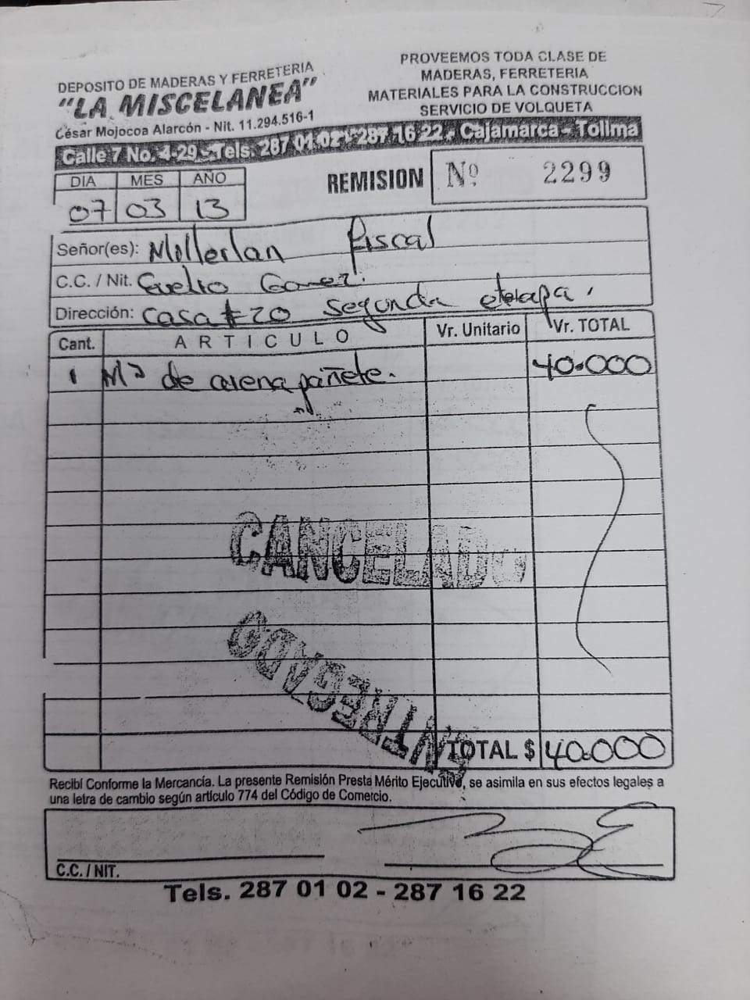 DEPOSITO DE MADERAS Y FERRETERIA
"LA MISCELANEA"
César Mojocoa Alarcón - Nit. 11.294.516-1
PROVEEMOS TODA CLASE DE
MADERAS, FERRETERIA
MATERIALES PARA LA CONSTRUCCION
SERVICIO DE VOLQUETA
Calle 7 No. 4-29 - Tels. 287 01 02 - 287 16 22 - Cajamarca - Tolima
DIA MES AÑO
07 03 13
REMISION Nº 2299
Señor(es): Millerlan fiscal
C.C. / Nit. Euelio Gomez.
Dirección: casa #20 segunda etelapa.
Cant. ARTICULO Vr. Unitario Vr. TOTAL
1 M³ de arena pañete. 40.000
CANCELADO
ENTREGADO
TOTAL $ 40.000
Recibí Conforme la Mercancía. La presente Remisión Presta Mérito Ejecutivo, se asimila en sus efectos legales a
una letra de cambio según artículo 774 del Código de Comercio.
C.C. / NIT.
Tels. 287 01 02 - 287 16 22